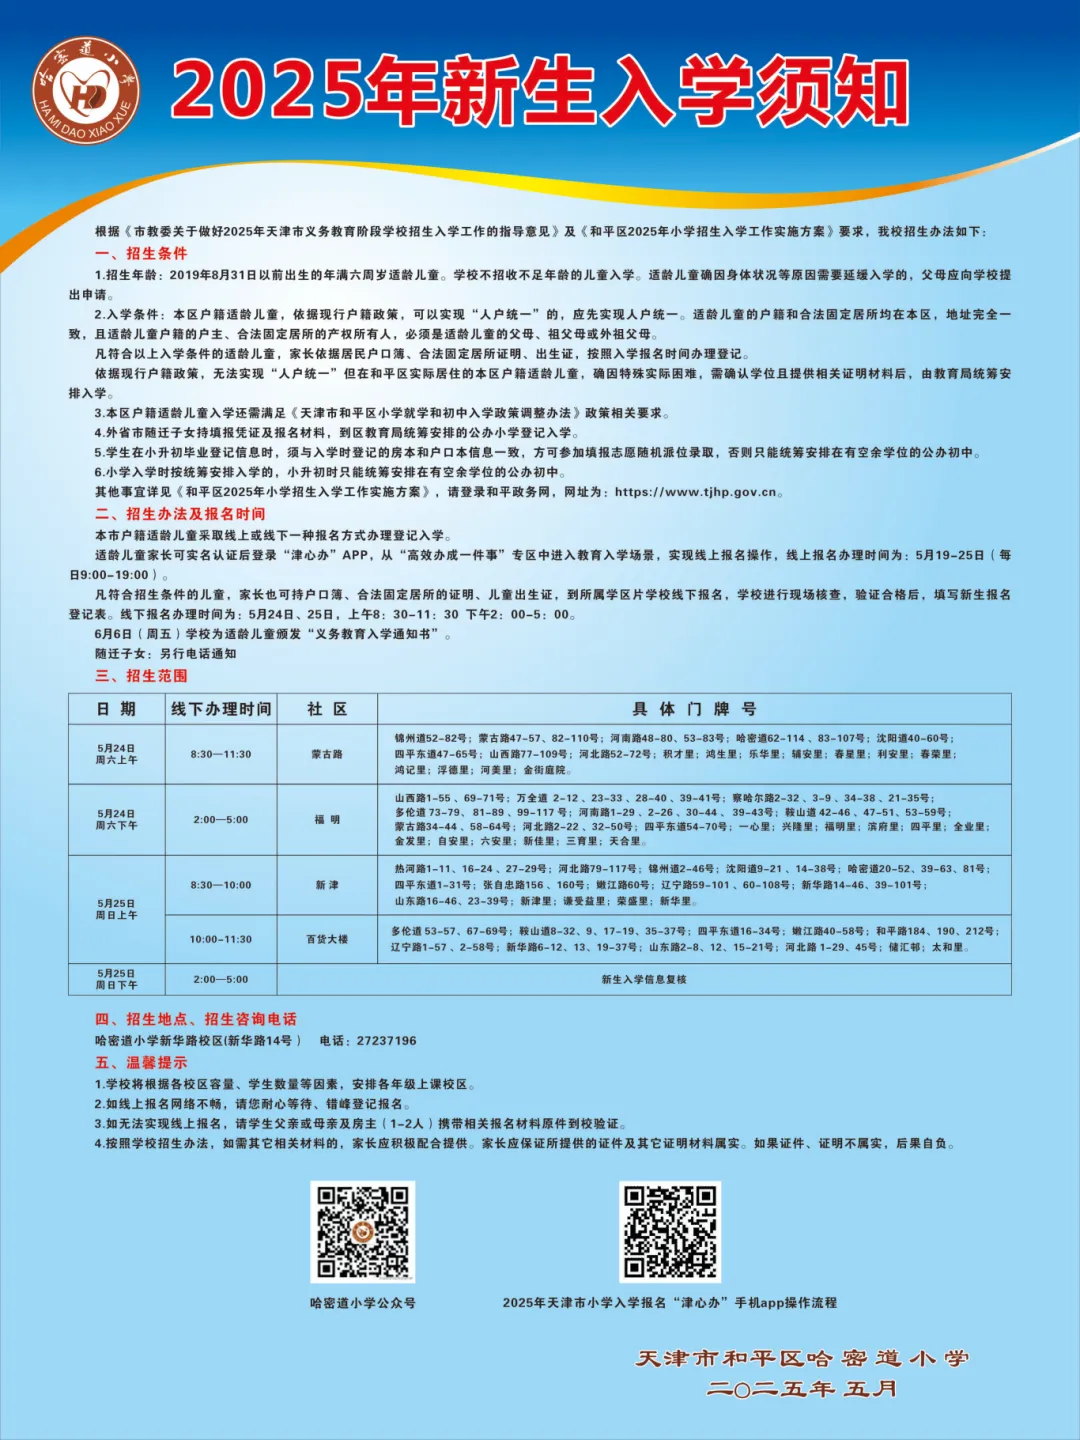 哈密道小学
HA MI DAO XIAO XUE
2025年新生入学须知
根据《市教委关于做好2025年天津市义务教育阶段学校招生入学工作的指导意见》及《和平区2025年小学招生入学工作实施方案》要求，我校招生办法如下：
一、招生条件
1.招生年龄：2019年8月31日以前出生的年满六周岁适龄儿童。学校不招收不足年龄的儿童入学。适龄儿童确因身体状况等原因需要延缓入学的，父母应向学校提
出申请。
2.入学条件：本区户籍适龄儿童，依据现行户籍政策，可以实现“人户统一”的，应先实现人户统一。适龄儿童的户籍和合法固定居所均在本区，地址完全一
致，且适龄儿童户籍的户主、合法固定居所的产权所有人，必须是适龄儿童的父母、祖父母或外祖父母。
凡符合以上入学条件的适龄儿童，家长依据居民户口簿、合法固定居所证明、出生证，按照入学报名时间办理登记。
依据现行户籍政策，无法实现“人户统一”但在和平区实际居住的本区户籍适龄儿童，确因特殊实际困难，需确认学位且提供相关证明材料后，由教育局统筹安
排入学。
3.本区户籍适龄儿童入学还需满足《天津市和平区小学就学和初中入学政策调整办法》政策相关要求。
4.外省市随迁子女持填报凭证及报名材料，到区教育局统筹安排的公办小学登记入学。
5.学生在小升初毕业登记信息时，须与入学时登记的房本和户口本信息一致，方可参加填报志愿随机派位录取，否则只能统筹安排在有空余学位的公办初中。
6.小学入学时按统筹安排入学的，小升初时只能统筹安排在有空余学位的公办初中。
其他事宜详见《和平区2025年小学招生入学工作实施方案》，请登录和平政务网，网址为：https://www.tjhp.gov.cn。
二、招生办法及报名时间
本市户籍适龄儿童采取线上或线下一种报名方式办理登记入学。
适龄儿童家长可实名认证后登录“津心办”APP，从“高效办成一件事”专区中进入教育入学场景，实现线上报名操作，线上报名办理时间为：5月19-25日（每
日9:00-19:00）。
凡符合招生条件的儿童，家长也可持户口簿、合法固定居所的证明、儿童出生证，到所属学区片学校线下报名，学校进行现场核查，验证合格后，填写新生报名
登记表。线下报名办理时间为：5月24日、25日，上午8：30-11：30 下午2：00-5：00。
6月6日（周五）学校为适龄儿童颁发“义务教育入学通知书”。
随迁子女：另行电话通知
三、招生范围
日 期 线下办理时间 社 区 具 体 门 牌 号
5月24日
周六上午
8:30—11:30
蒙古路
锦州道52-82号；蒙古路47-57、82-110号；河南路48-80、53-83号；哈密道62-114 、83-107号；沈阳道40-60号；
四平东道47-65号；山西路77-109号；河北路52-72号；积才里；鸿生里；乐华里；辅安里；春星里；利安里；春荣里；
鸿记里；浮德里；河美里；金街庭院。
5月24日
周六下午
2:00—5:00
福 明
山西路1-55 、69-71号；万全道 2-12 、23-33 、28-40 、39-41号；察哈尔路2-32 、3-9 、34-38 、21-35号；
多伦道 73-79、 81-89 、99-117 号；河南路1-29 、2-26 、30-44 、 39-43号；鞍山道 42-46 、47-51、53-59号；
蒙古路34-44 、58-64号；河北路2-22 、32-50号；四平东道54-70号；一心里；兴隆里；福明里；滨府里；四平里；全业里；
金发里；自安里；六安里；新佳里；三育里；天合里。
5月25日
周日上午
8:30—10:00
新 津
热河路1-11、16-24 、27-29号；河北路79-117号；锦州道2-46号；沈阳道9-21 、14-38号；哈密道20-52、39-63、81号；
四平东道1-31号；张自忠路156 、160号；嫩江路60号；辽宁路59-101 、60-108号；新华路14-46、39-101号；
山东路16-46、23-39号；新津里；谦受益里；荣盛里；新华里。
10:00-11:30
百货大楼
多伦道 53-57、67-69号；鞍山道8-32、9、17-19、35-37号；四平东道16-34号；嫩江路40-58号；和平路184、190、212号；
辽宁路1-57 、2-58号；新华路6-12、13、19-37号；山东路2-8、12、15-21号；河北路 1-29、45号；储汇邨；太和里。
5月25日
周日下午
2:00—5:00
新生入学信息复核
四、招生地点、招生咨询电话
哈密道小学新华路校区(新华路14号） 电话：27237196
五、温馨提示
1.学校将根据各校区容量、学生数量等因素，安排各年级上课校区。
2.如线上报名网络不畅，请您耐心等待、错峰登记报名。
3.如无法实现线上报名，请学生父亲或母亲及房主（1-2人）携带相关报名材料原件到校验证。
4.按照学校招生办法，如需其它相关材料的，家长应积极配合提供。家长应保证所提供的证件及其它证明材料属实。如果证件、证明不属实，后果自负。
哈密道小学公众号
2025年天津市小学入学报名“津心办”手机app操作流程
天津市和平区哈密道小学
二〇二五年五月